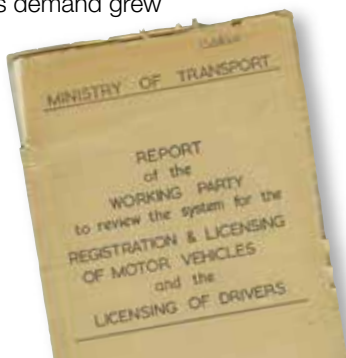 s demand grew
MINISTRY OF TRANSPORT
REPORT
of the
WORKING PARTY
to review the system for the
REGISTRATION & LICENSING
OF MOTOR VEHICLES
and the
LICENSING OF DRIVERS